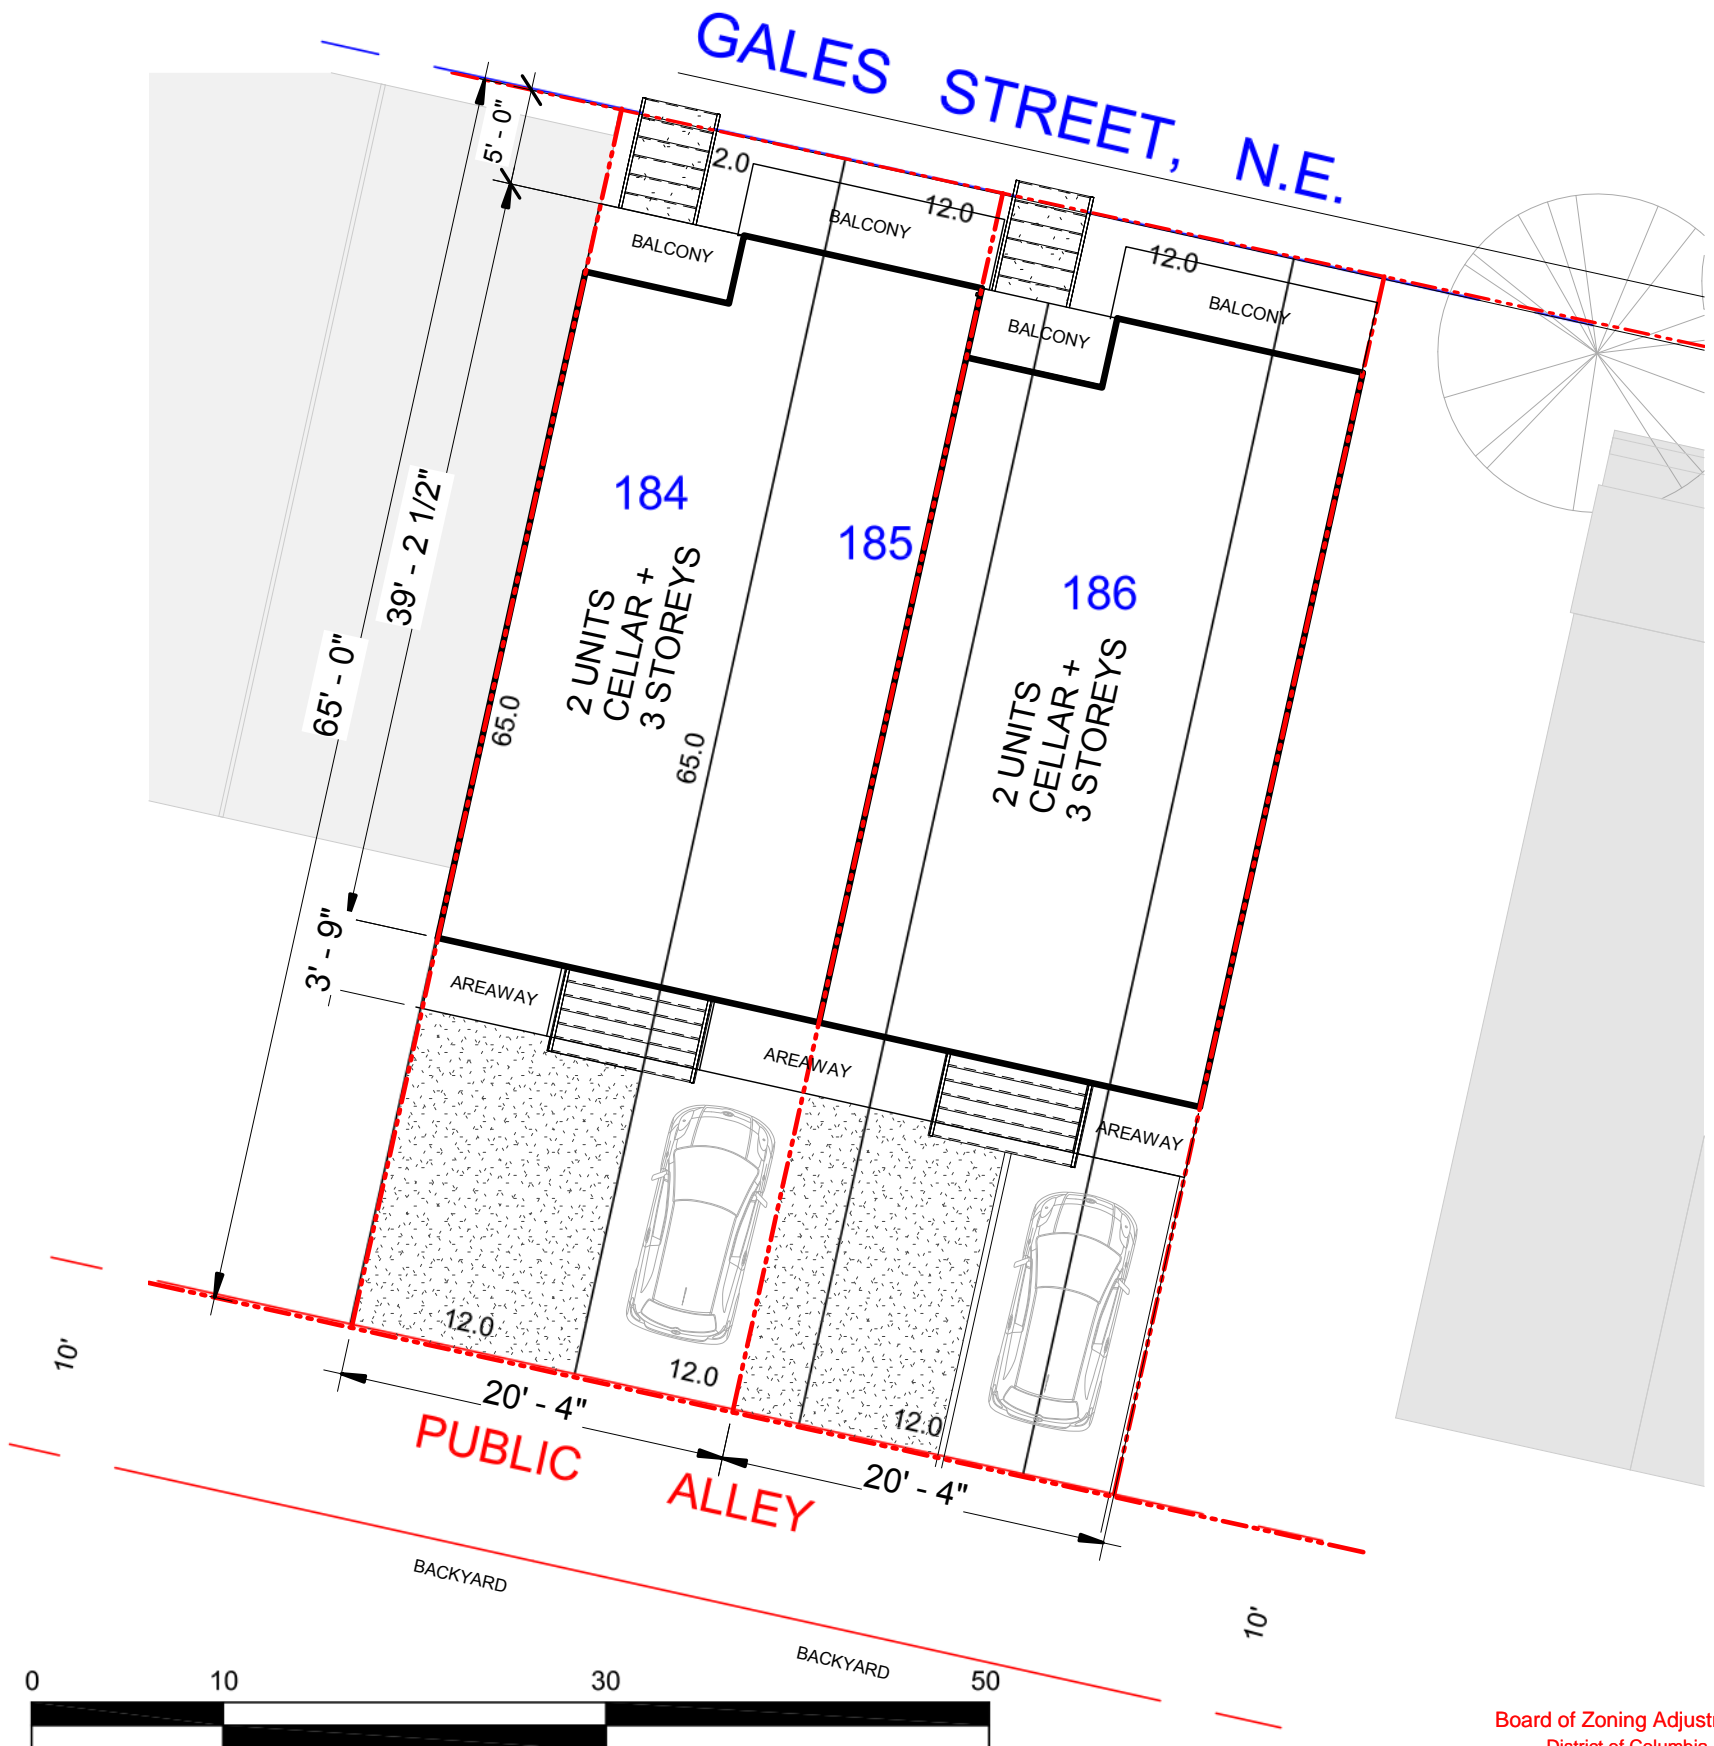 GALES STREET, N.E.
5' - 0"
2.0
12.0
12.0
BALCONY
BALCONY
BALCONY
BALCONY
184
185
186
39' - 2 1/2"
65' - 0"
2 UNITS
CELLAR +
3 STOREYS
2 UNITS
CELLAR +
3 STOREYS
65.0
65.0
3' - 9"
AREAWAY
AREAWAY
AREAWAY
12.0
12.0
12.0
10'
20' - 4"
20' - 4"
PUBLIC ALLEY
BACKYARD
BACKYARD
10'
0 10 30 50
Board of Zoning Adjust
District of Columbia